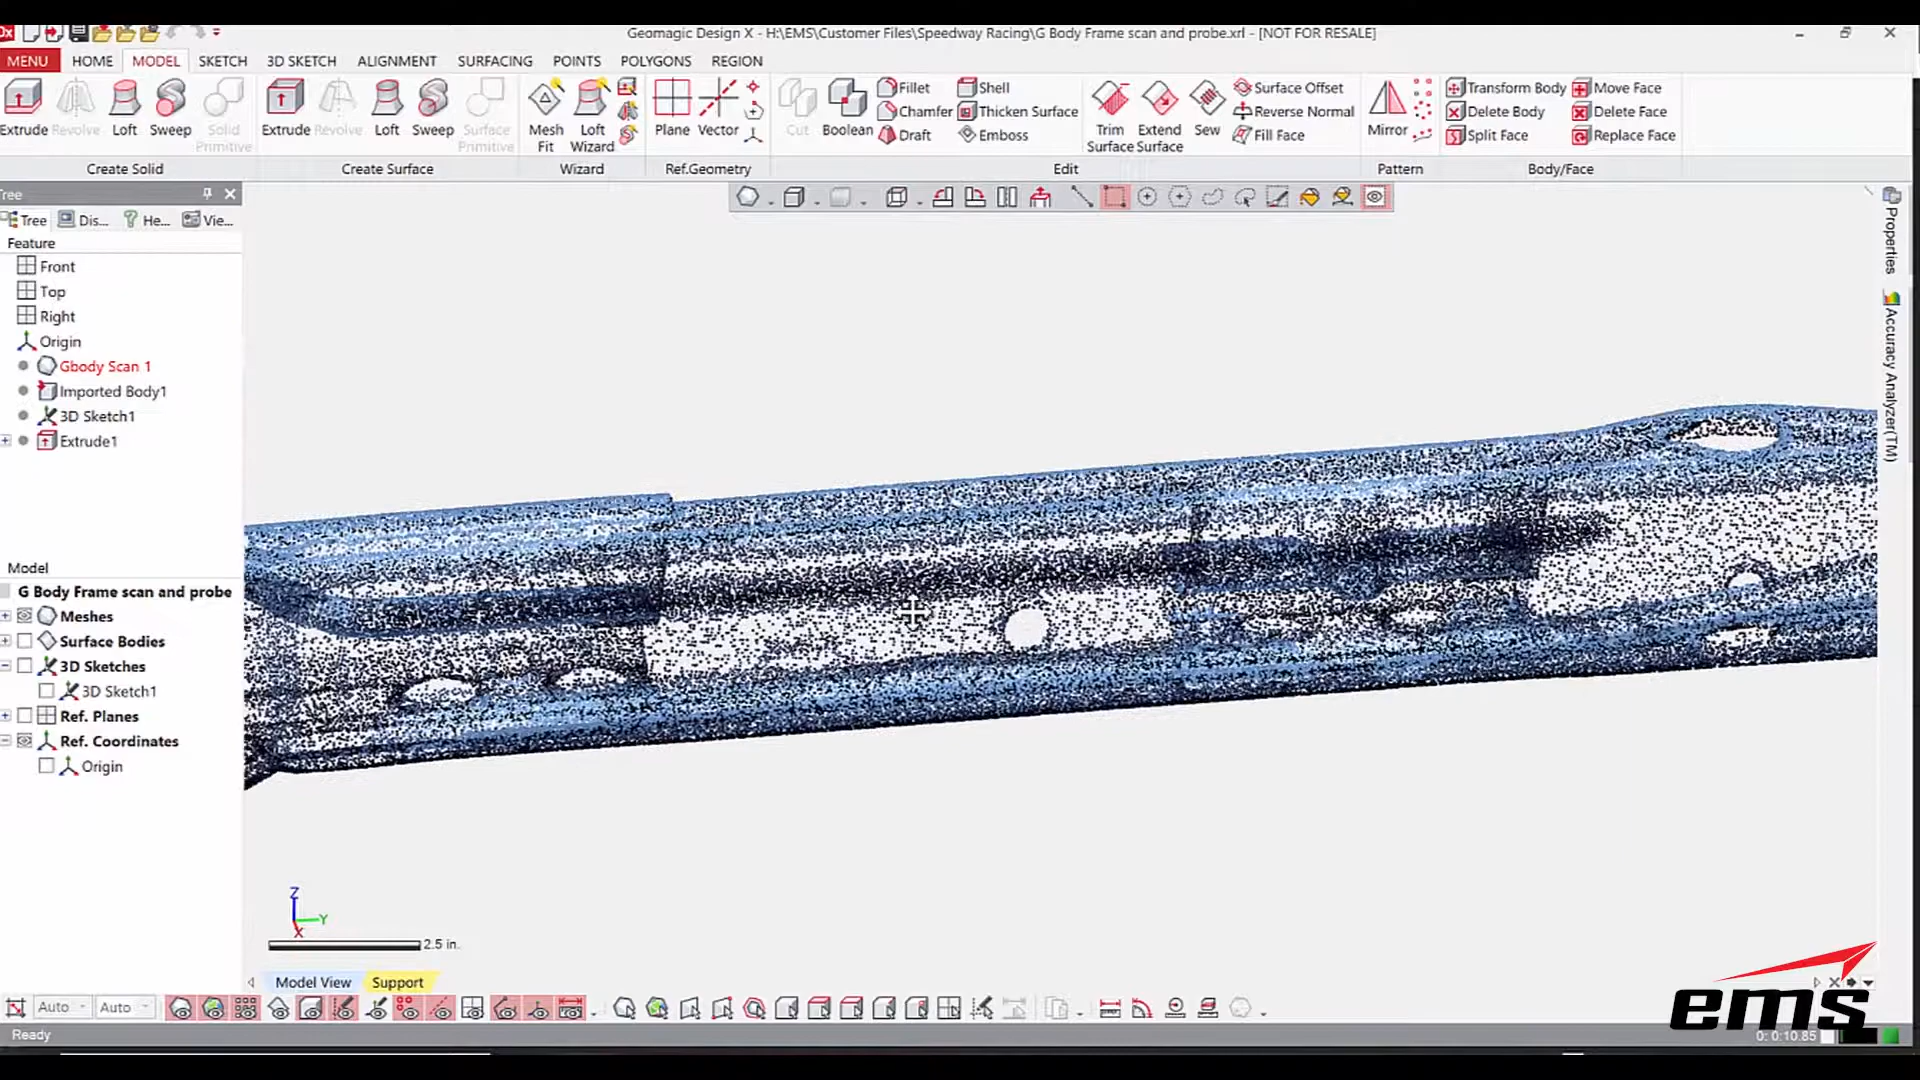 Geomagic Design X - H:\EMS\Customer Files\Speedway Racing\G Body Frame scan and probe.xrl - [NOT FOR RESALE]
MENU HOME MODEL SKETCH 3D SKETCH ALIGNMENT SURFACING POINTS POLYGONS REGION
Extrude Revolve Loft Sweep Solid Primitive
Create Solid
Extrude Revolve Loft Sweep Surface Primitive
Create Surface
Mesh Fit Loft Wizard
Wizard
Plane Vector
Ref.Geometry
Cut Boolean
Fillet Shell
Chamfer Thicken Surface
Draft Emboss
Trim Surface Extend Surface Sew
Surface Offset
Reverse Normal
Fill Face
Edit
Mirror
Pattern
Transform Body Move Face
Delete Body Delete Face
Split Face Replace Face
Body/Face
Tree
Tree Dis... He... Vie...
Feature
Front
Top
Right
Origin
Gbody Scan 1
Imported Body1
3D Sketch1
Extrude1
Model
G Body Frame scan and probe
Meshes
Surface Bodies
3D Sketches
3D Sketch1
Ref. Planes
Ref. Coordinates
Origin
Properties
Accuracy Analyzer(TM)
Z
Y
X
2.5 in.
Model View Support
Auto Auto
Ready
0: 0:10.85
ems